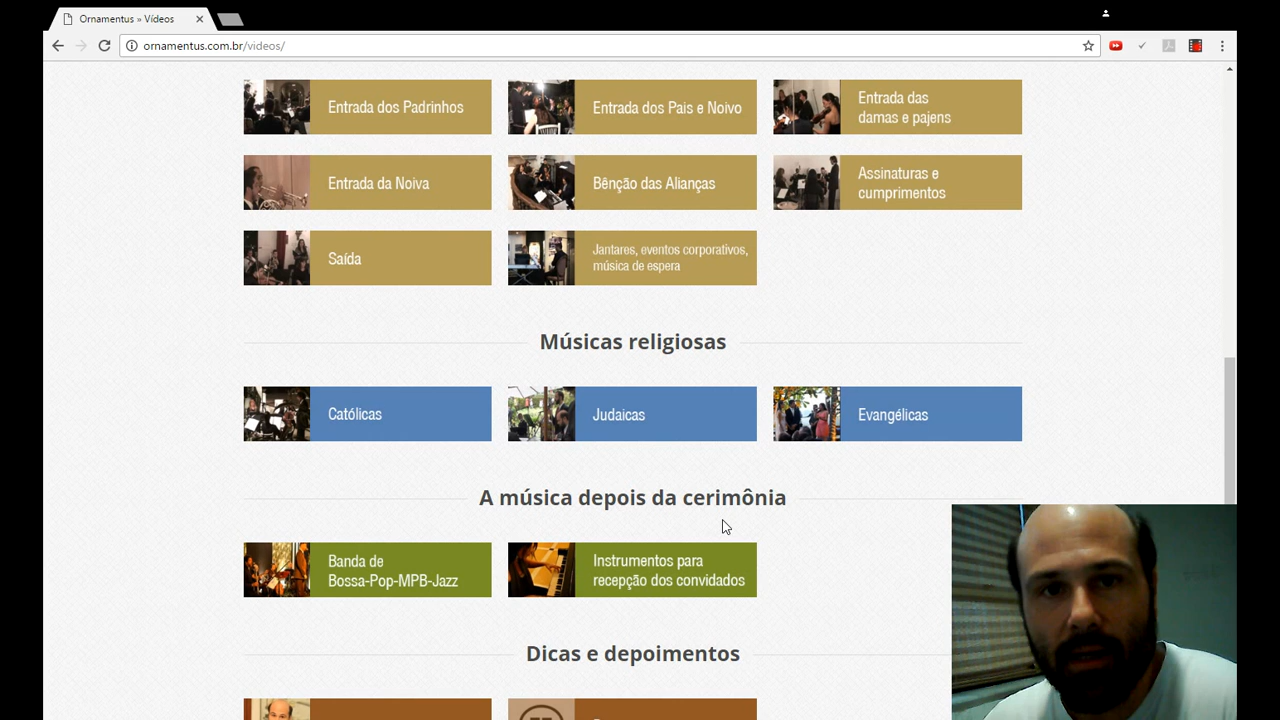 Ornamentus » Vídeos
ornamentus.com.br/videos/
Entrada dos Padrinhos
Entrada dos Pais e Noivo
Entrada das
damas e pajens
Entrada da Noiva
Bênção das Alianças
Assinaturas e
cumprimentos
Saída
Jantares, eventos corporativos,
música de espera
Músicas religiosas
Católicas
Judaicas
Evangélicas
A música depois da cerimônia
Banda de
Bossa-Pop-MPB-Jazz
Instrumentos para
recepção dos convidados
Dicas e depoimentos